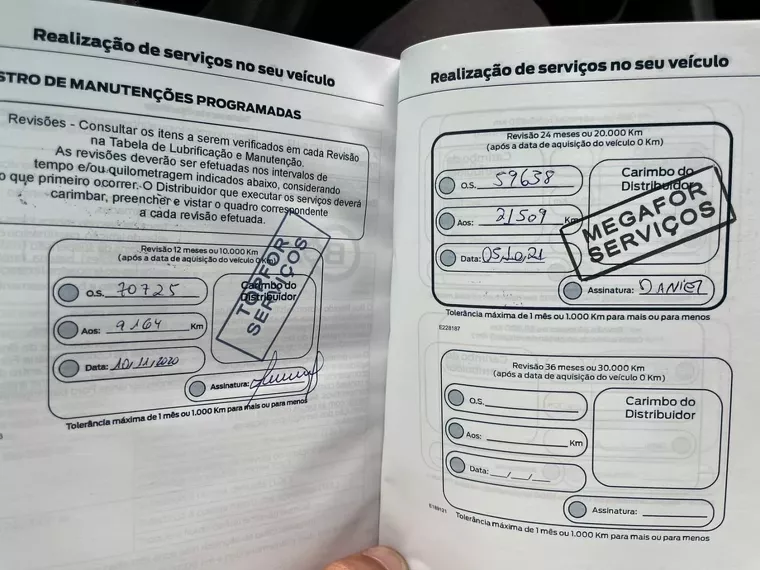 Realização de serviços no seu veículo
STRO DE MANUTENÇÕES PROGRAMADAS
Revisões - Consultar os itens a serem verificados em cada Revisão
na Tabela de Lubrificação e Manutenção.
As revisões deverão ser efetuadas nos intervalos de
tempo e/ou quilometragem indicados abaixo, considerando
o que primeiro ocorrer. O Distribuidor que executar os serviços deverá
carimbar, preencher e vistar o quadro correspondente
a cada revisão efetuada.
Revisão 12 meses ou 10.000 Km
(após a data de aquisição do veículo 0 Km)
O.S. 70725
Carimbo do
Distribuidor
TOPFOR
SERVIÇOS
Aos: 9164 Km
Data: 10/11/2020
Assinatura:
Tolerância máxima de 1 mês ou 1.000 Km para mais ou para menos
Realização de serviços no seu veículo
Revisão 24 meses ou 20.000 Km
(após a data de aquisição do veículo 0 Km)
O.S. 59638
Carimbo do
Distribuidor
MEGAFOR
SERVIÇOS
Aos: 21509 Km
Data: 05,10,21
Assinatura: DANIEL
Tolerância máxima de 1 mês ou 1.000 Km para mais ou para menos
E228187
Revisão 36 meses ou 30.000 Km
(após a data de aquisição do veículo 0 Km)
O.S.
Carimbo do
Distribuidor
Aos: Km
Data: / /
Assinatura:
E189121
Tolerância máxima de 1 mês ou 1.000 Km para mais ou para menos